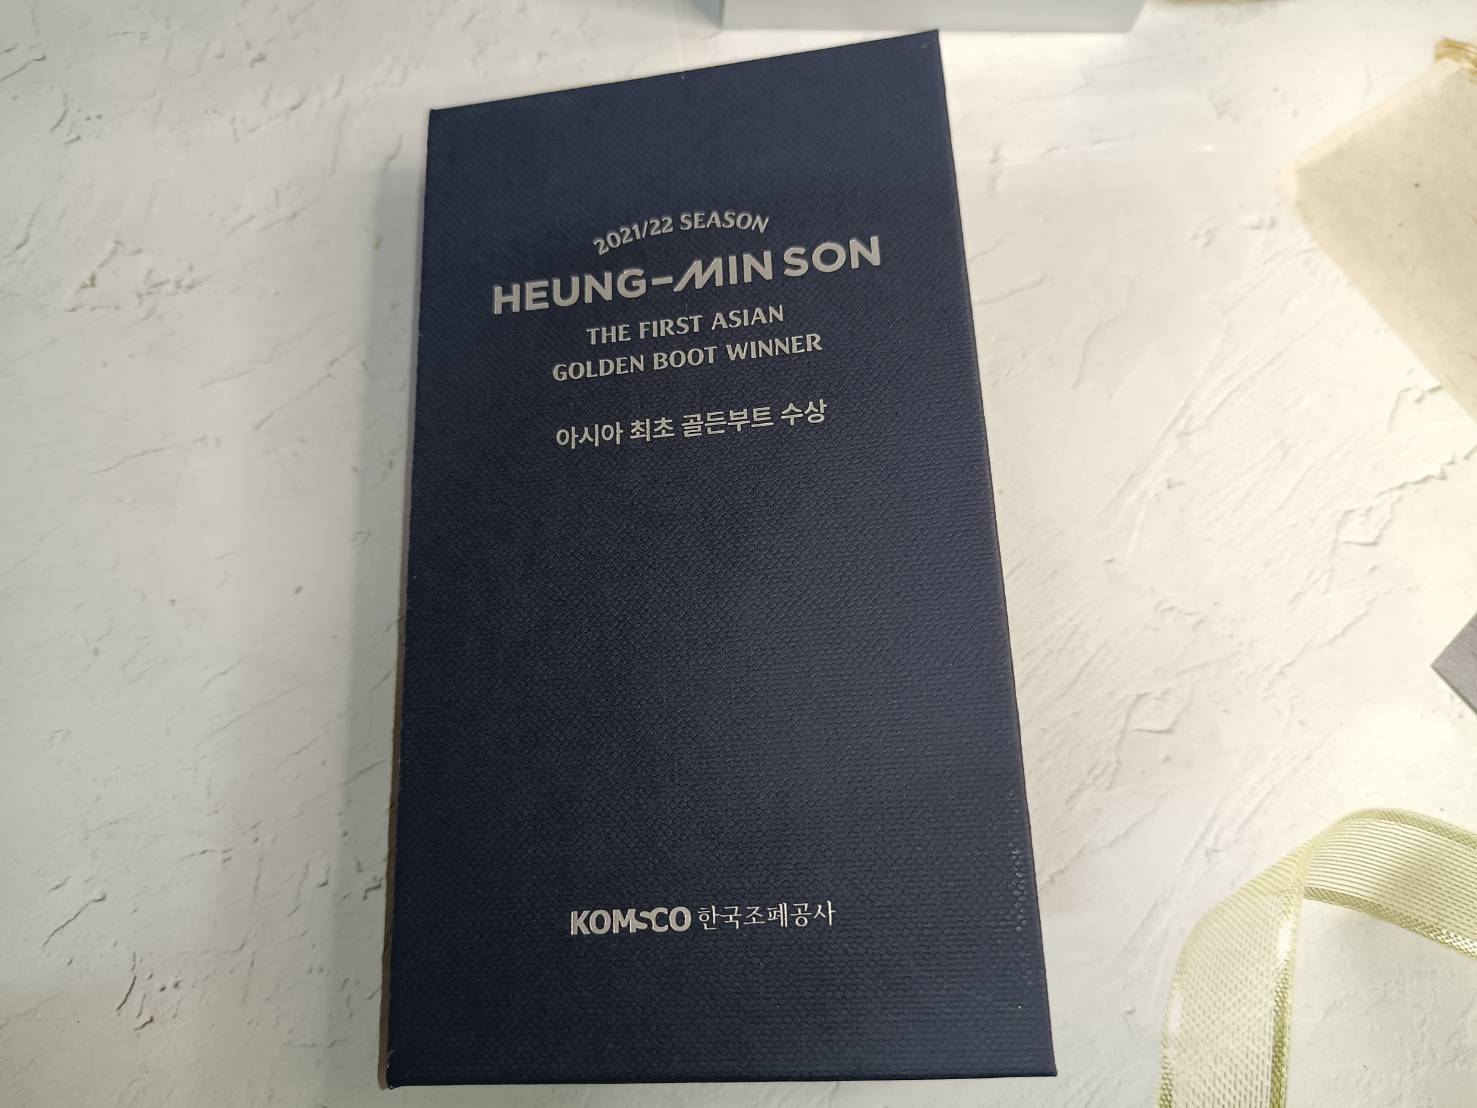 2021/22 SEASON
HEUNG-MIN SON
THE FIRST ASIAN
GOLDEN BOOT WINNER
아시아 최초 골든부트 수상
KOMSCO 한국조폐공사